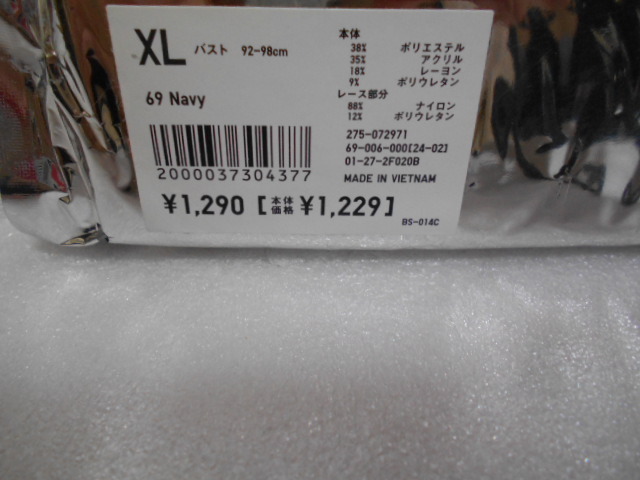 XL バスト 92-98cm
69 Navy
2000037304377
本体
38% ポリエステル
35% アクリル
18% レーヨン
9% ポリウレタン
レース部分
88% ナイロン
12% ポリウレタン
275-072971
69-006-000[24-02]
01-27-2F020B
MADE IN VIETNAM
¥1,290 [本体価格 ¥1,229]
BS-014C